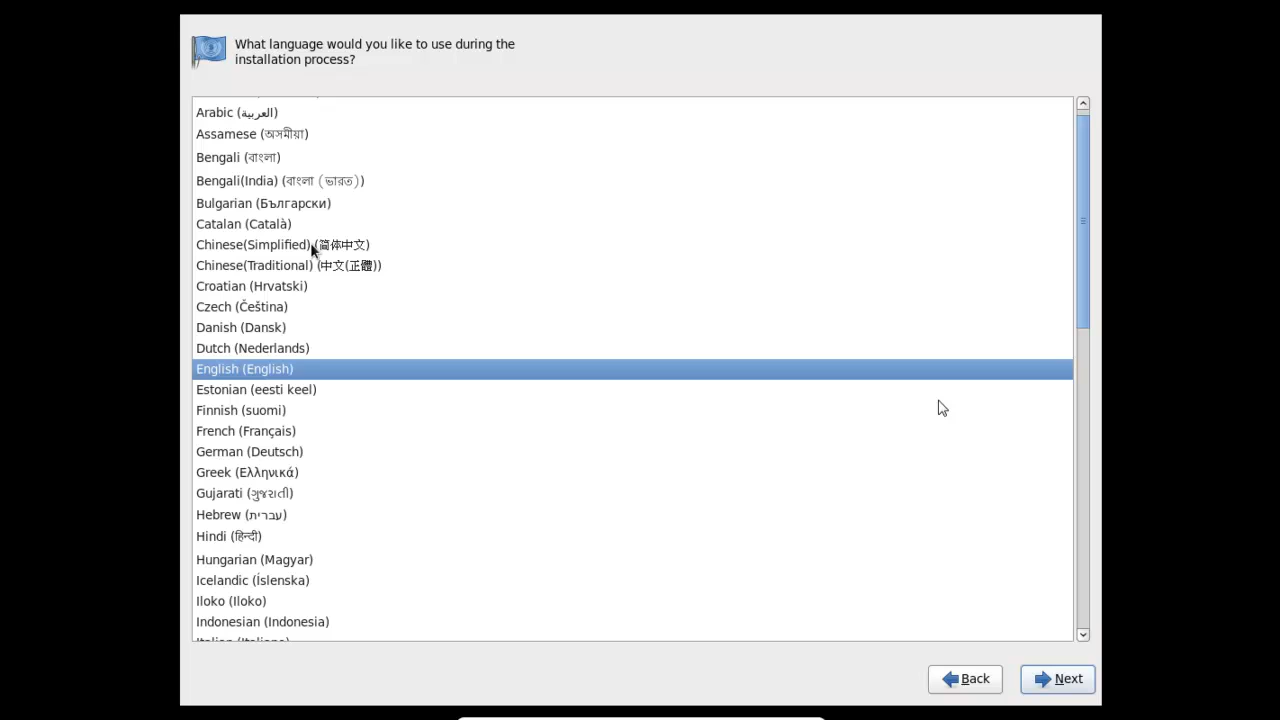 What language would you like to use during the
installation process?
Arabic (العربية)
Assamese (অসমীয়া)
Bengali (বাংলা)
Bengali(India) (বাংলা (ভারত))
Bulgarian (Български)
Catalan (Català)
Chinese(Simplified) (简体中文)
Chinese(Traditional) (中文(正體))
Croatian (Hrvatski)
Czech (Čeština)
Danish (Dansk)
Dutch (Nederlands)
English (English)
Estonian (eesti keel)
Finnish (suomi)
French (Français)
German (Deutsch)
Greek (Ελληνικά)
Gujarati (ગુજરાતી)
Hebrew (עברית)
Hindi (हिन्दी)
Hungarian (Magyar)
Icelandic (Íslenska)
Iloko (Iloko)
Indonesian (Indonesia)
Italian (Italiano)
Back
Next